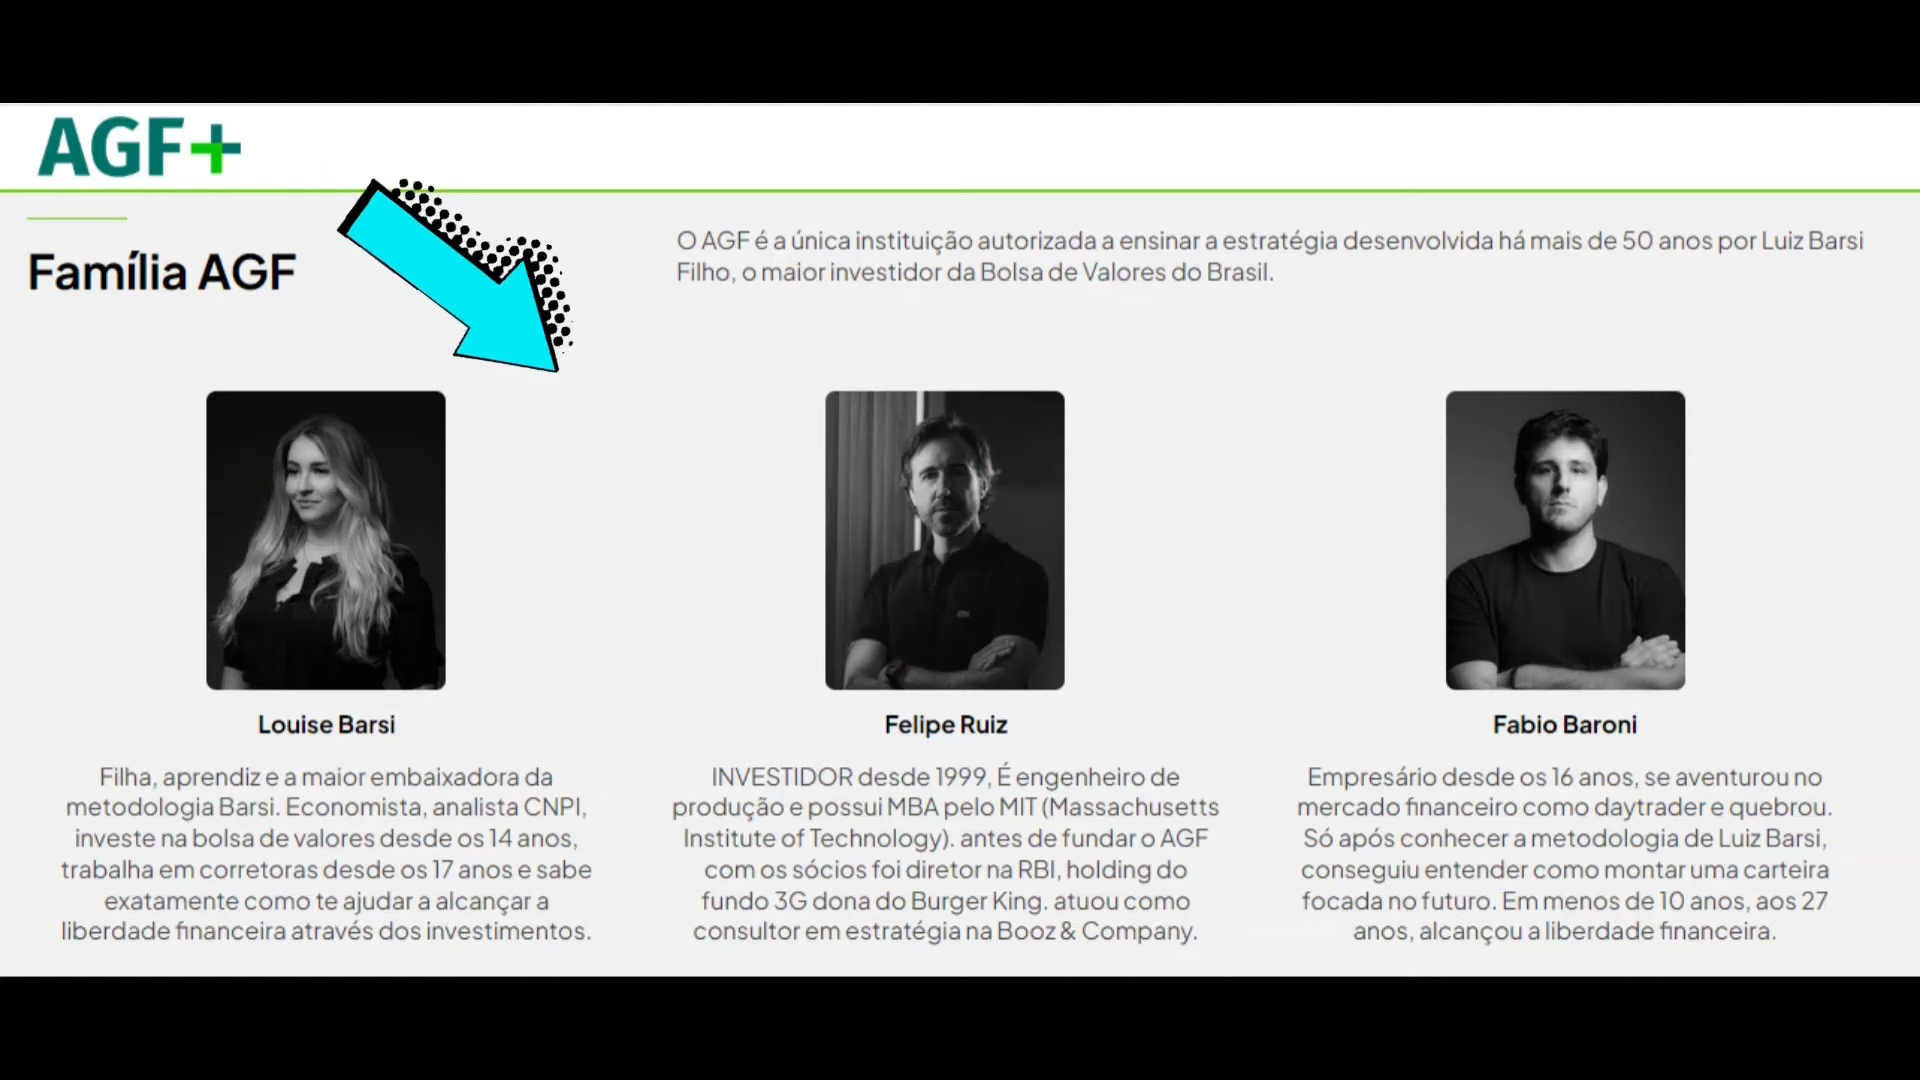 AGF+
Família AGF
O AGF é a única instituição autorizada a ensinar a estratégia desenvolvida há mais de 50 anos por Luiz Barsi
Filho, o maior investidor da Bolsa de Valores do Brasil.
Louise Barsi
Filha, aprendiz e a maior embaixadora da
metodologia Barsi. Economista, analista CNPI,
investe na bolsa de valores desde os 14 anos,
trabalha em corretoras desde os 17 anos e sabe
exatamente como te ajudar a alcançar a
liberdade financeira através dos investimentos.
Felipe Ruiz
INVESTIDOR desde 1999, É engenheiro de
produção e possui MBA pelo MIT (Massachusetts
Institute of Technology). antes de fundar o AGF
com os sócios foi diretor na RBI, holding do
fundo 3G dona do Burger King. atuou como
consultor em estratégia na Booz & Company.
Fabio Baroni
Empresário desde os 16 anos, se aventurou no
mercado financeiro como daytrader e quebrou.
Só após conhecer a metodologia de Luiz Barsi,
conseguiu entender como montar uma carteira
focada no futuro. Em menos de 10 anos, aos 27
anos, alcançou a liberdade financeira.